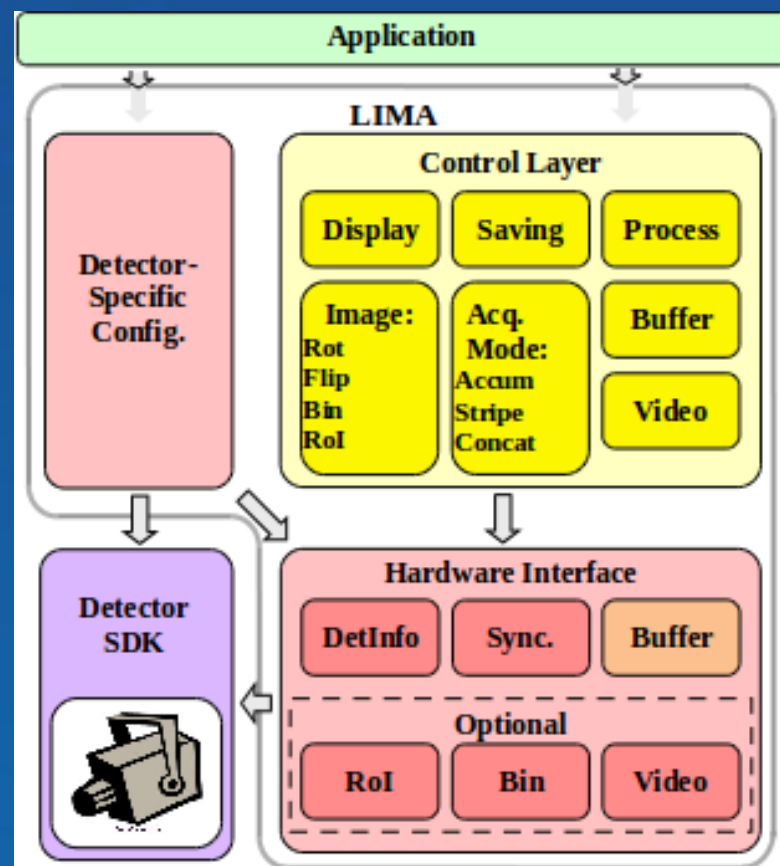 Application
LIMA
Detector-
Specific
Config.
Control Layer
Display
Saving
Process
Image:
Rot
Flip
Bin
RoI
Acq.
Mode:
Accum
Stripe
Concat
Buffer
Video
Detector
SDK
Hardware Interface
DetInfo
Sync.
Buffer
Optional
RoI
Bin
Video